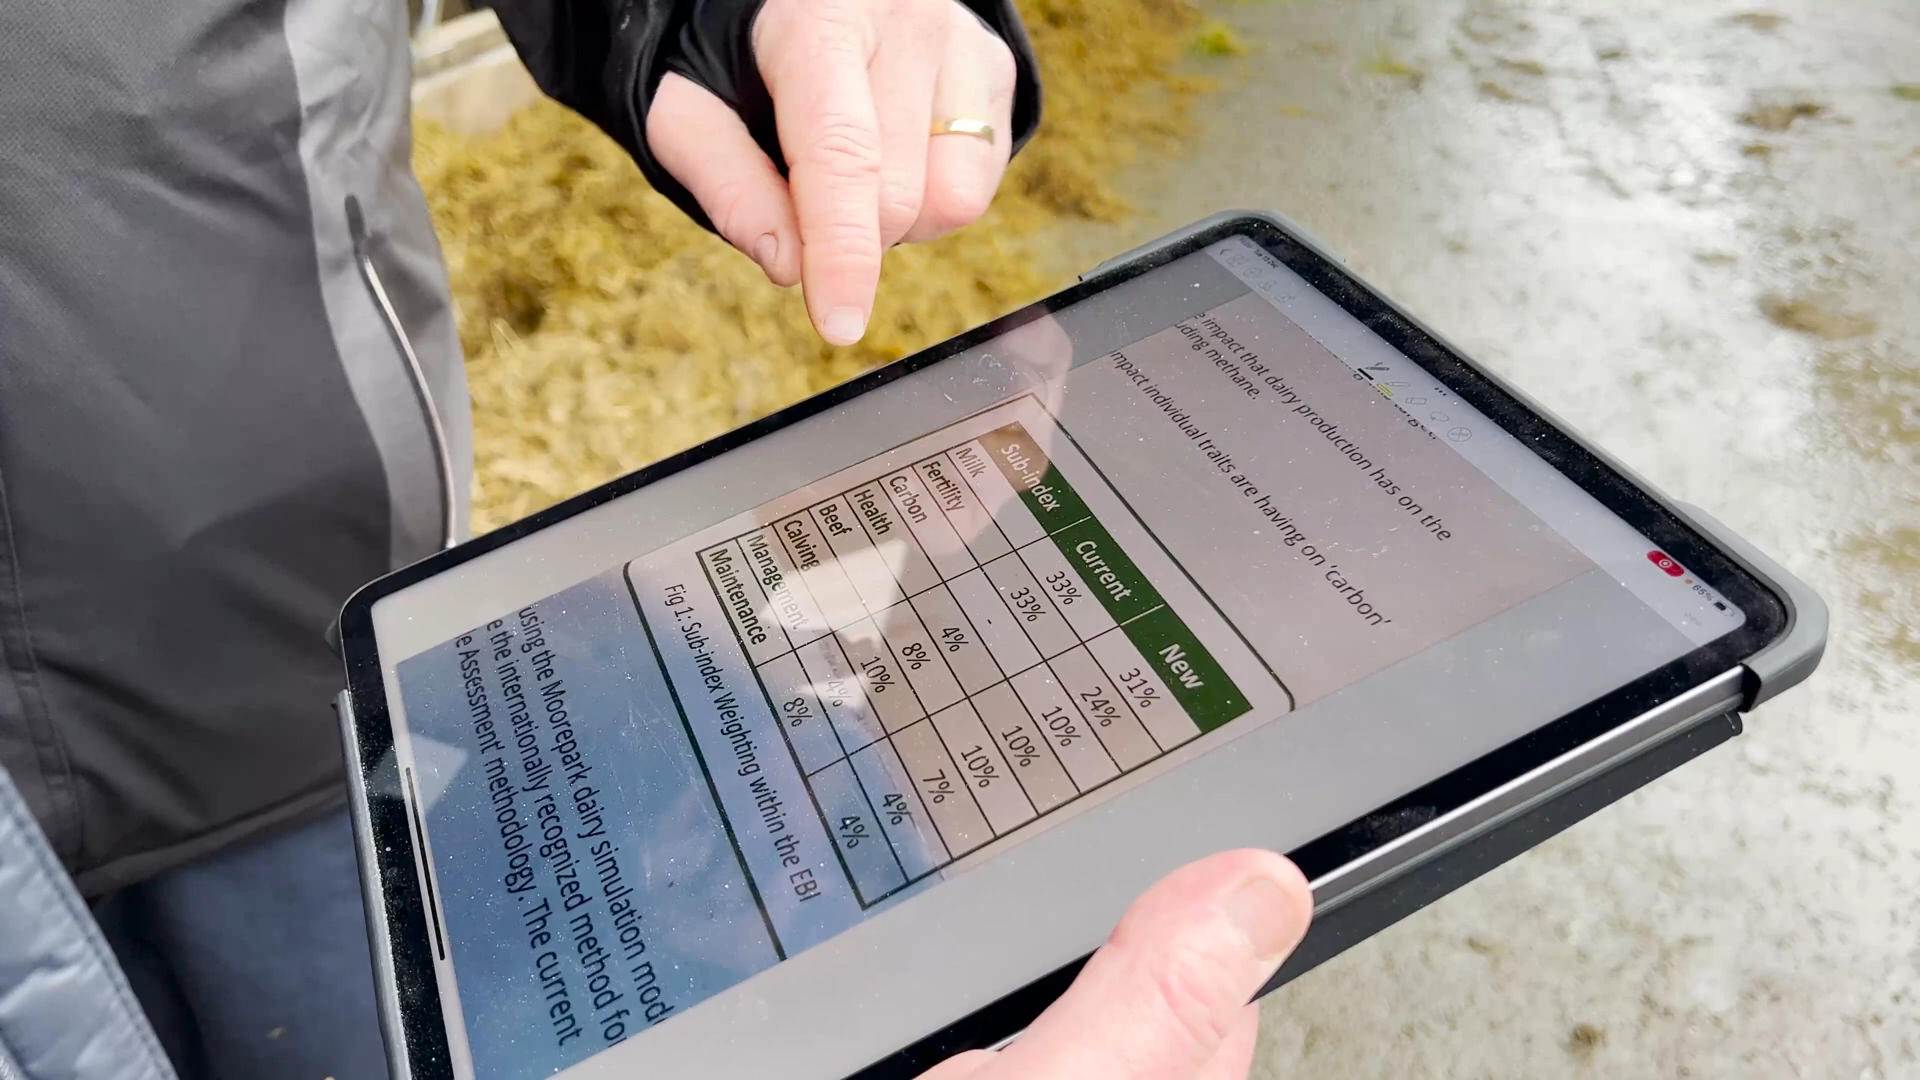 e impact that dairy production has on the
uding methane.
impact individual traits are having on 'carbon'
Sub-index Current New
Milk 33% 31%
Fertility 33% 24%
Carbon 10%
Health 4% 10%
Beef 8% 10%
Calving 10% 7%
Management 4% 4%
Maintenance 8% 4%
Fig 1: Sub-index Weighting within the EBI
using the Moorepark dairy simulation mod
e the internationally recognized method for
e Assessment' methodology. The current